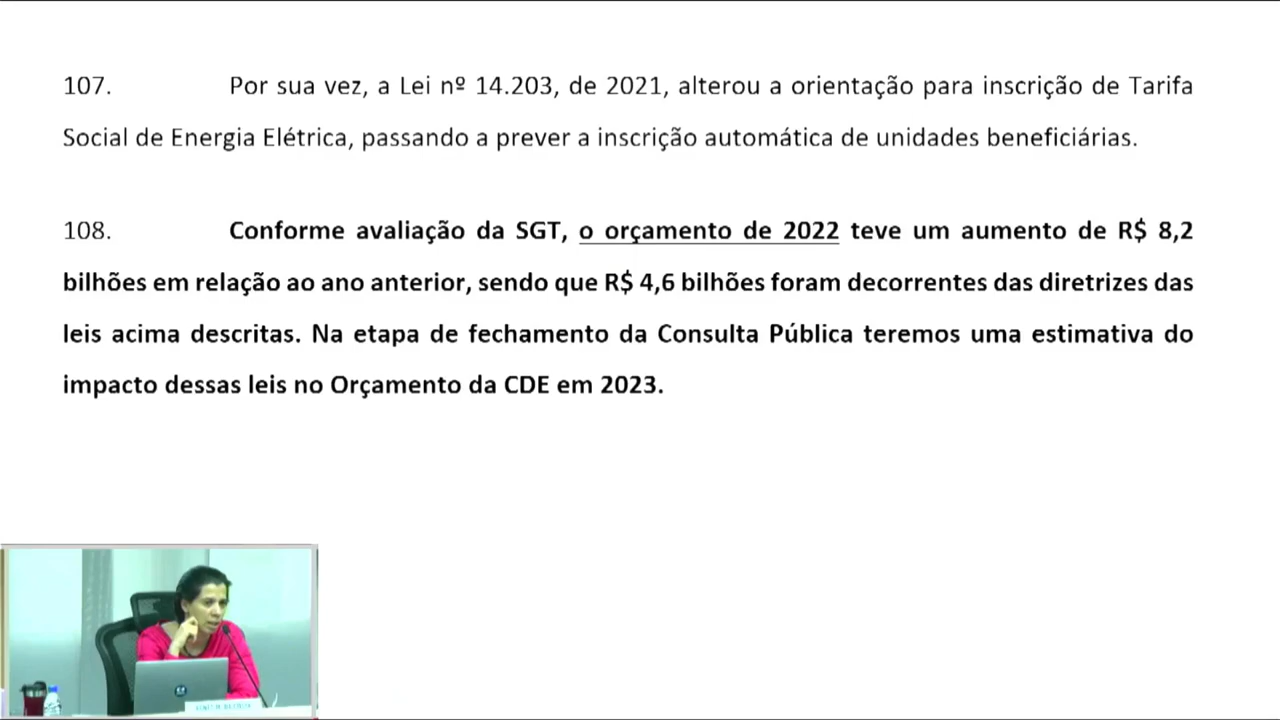 107. Por sua vez, a Lei nº 14.203, de 2021, alterou a orientação para inscrição de Tarifa
Social de Energia Elétrica, passando a prever a inscrição automática de unidades beneficiárias.
108. Conforme avaliação da SGT, o orçamento de 2022 teve um aumento de R$ 8,2
bilhões em relação ao ano anterior, sendo que R$ 4,6 bilhões foram decorrentes das diretrizes das
leis acima descritas. Na etapa de fechamento da Consulta Pública teremos uma estimativa do
impacto dessas leis no Orçamento da CDE em 2023.